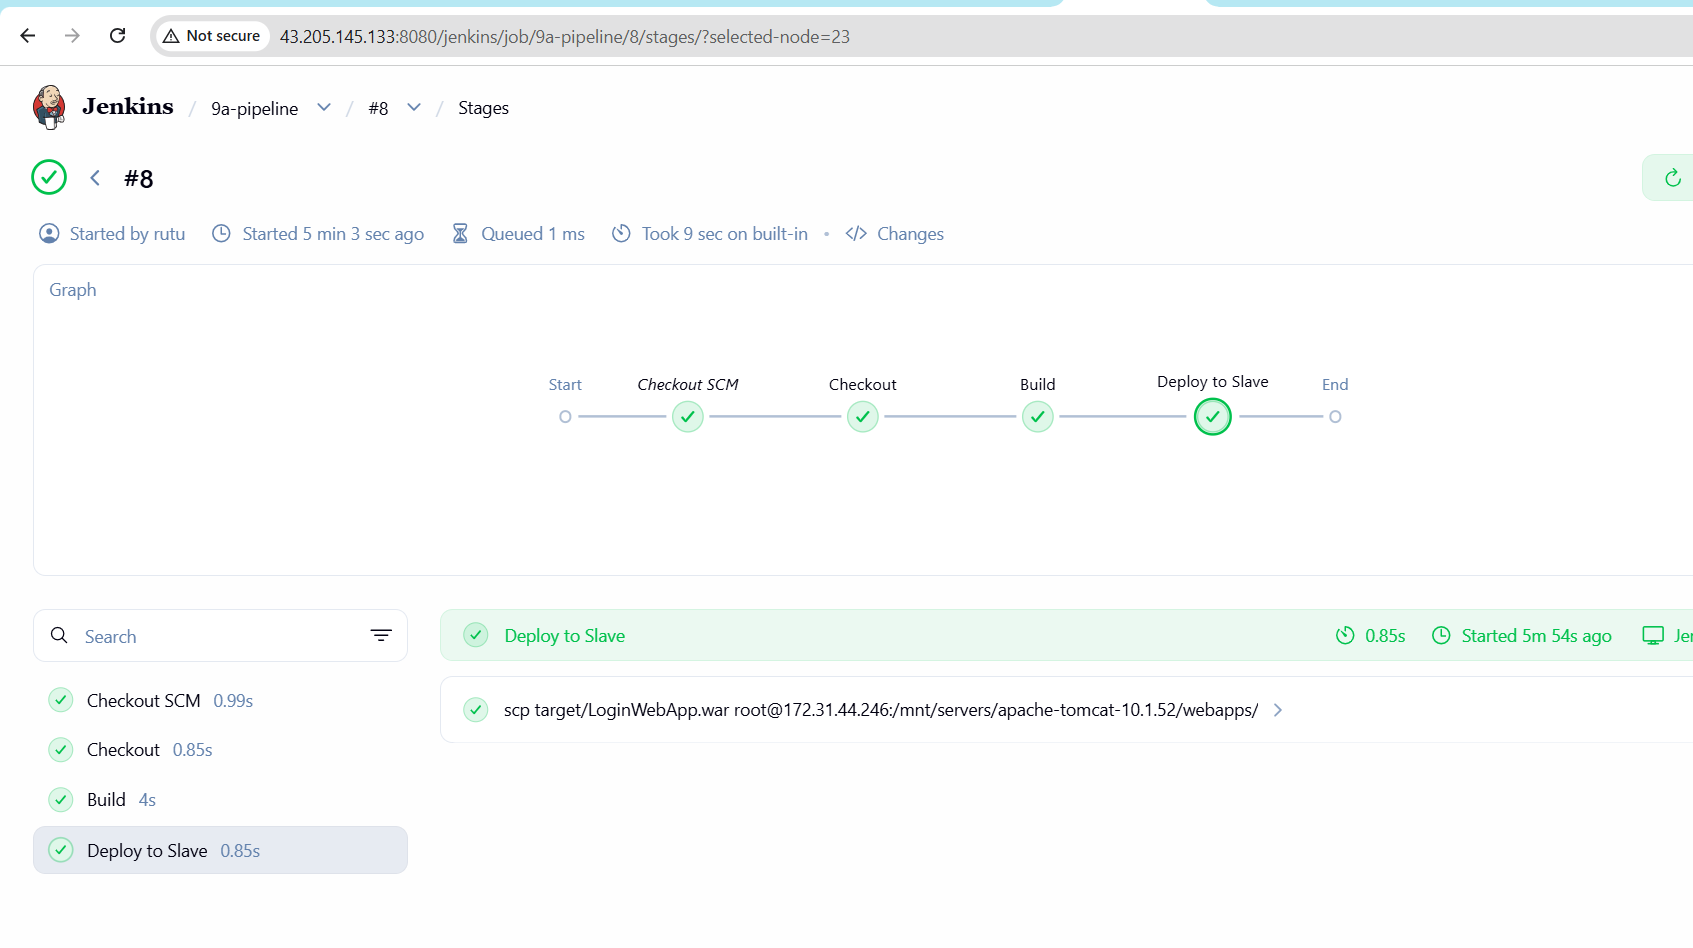 Not secure 43.205.145.133:8080/jenkins/job/9a-pipeline/8/stages/?selected-node=23
Jenkins / 9a-pipeline / #8 / Stages
#8
Started by rutu Started 5 min 3 sec ago Queued 1 ms Took 9 sec on built-in • </> Changes
Graph
Start Checkout SCM Checkout Build Deploy to Slave End
Search
Deploy to Slave 0.85s Started 5m 54s ago Jen
scp target/LoginWebApp.war root@172.31.44.246:/mnt/servers/apache-tomcat-10.1.52/webapps/
Checkout SCM 0.99s
Checkout 0.85s
Build 4s
Deploy to Slave 0.85s